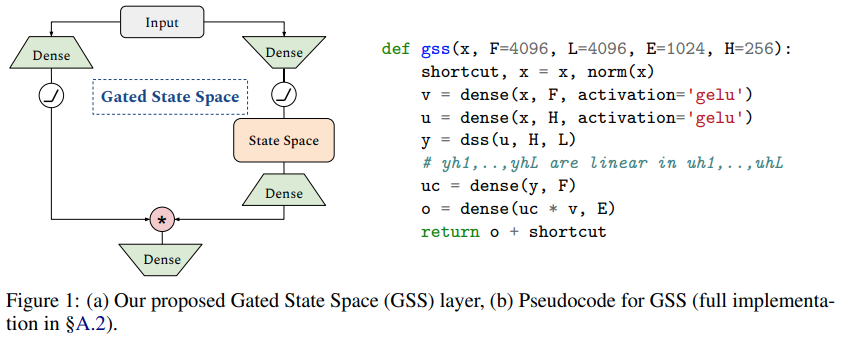 Input
Dense
Dense
Gated State Space
State Space
Dense
*
Dense
def gss(x, F=4096, L=4096, E=1024, H=256):
    shortcut, x = x, norm(x)
    v = dense(x, F, activation='gelu')
    u = dense(x, H, activation='gelu')
    y = dss(u, H, L)
    # yh1,..,yhL are linear in uh1,..,uhL
    uc = dense(y, F)
    o = dense(uc * v, E)
    return o + shortcut
Figure 1: (a) Our proposed Gated State Space (GSS) layer, (b) Pseudocode for GSS (full implementa-
tion in §A.2).